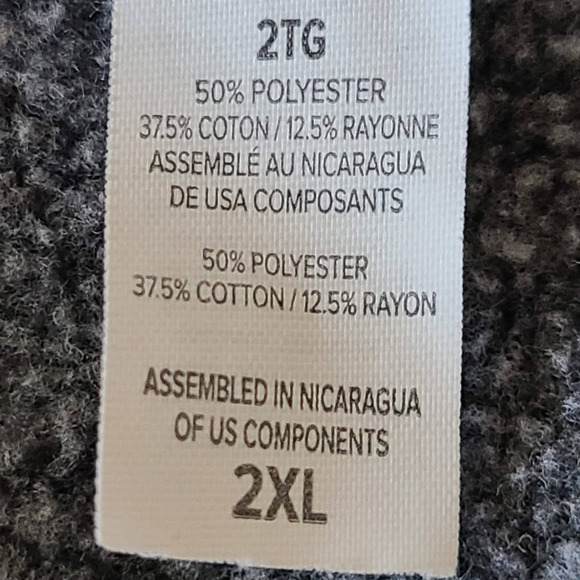 2TG
50% POLYESTER
37.5% COTON / 12.5% RAYONNE
ASSEMBLÉ AU NICARAGUA
DE USA COMPOSANTS
50% POLYESTER
37.5% COTTON / 12.5% RAYON
ASSEMBLED IN NICARAGUA
OF US COMPONENTS
2XL